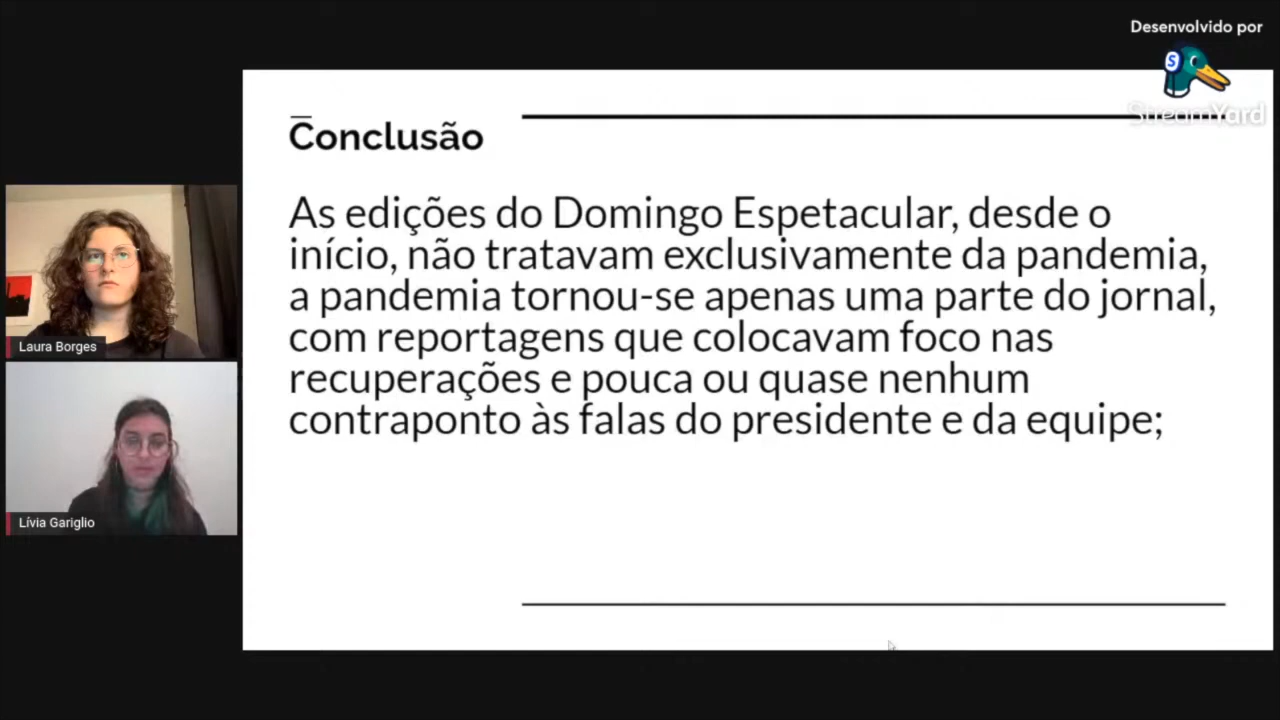 Desenvolvido por
StreamYard
Conclusão
As edições do Domingo Espetacular, desde o
início, não tratavam exclusivamente da pandemia,
a pandemia tornou-se apenas uma parte do jornal,
com reportagens que colocavam foco nas
recuperações e pouca ou quase nenhum
contraponto às falas do presidente e da equipe;
Laura Borges
Lívia Gariglio